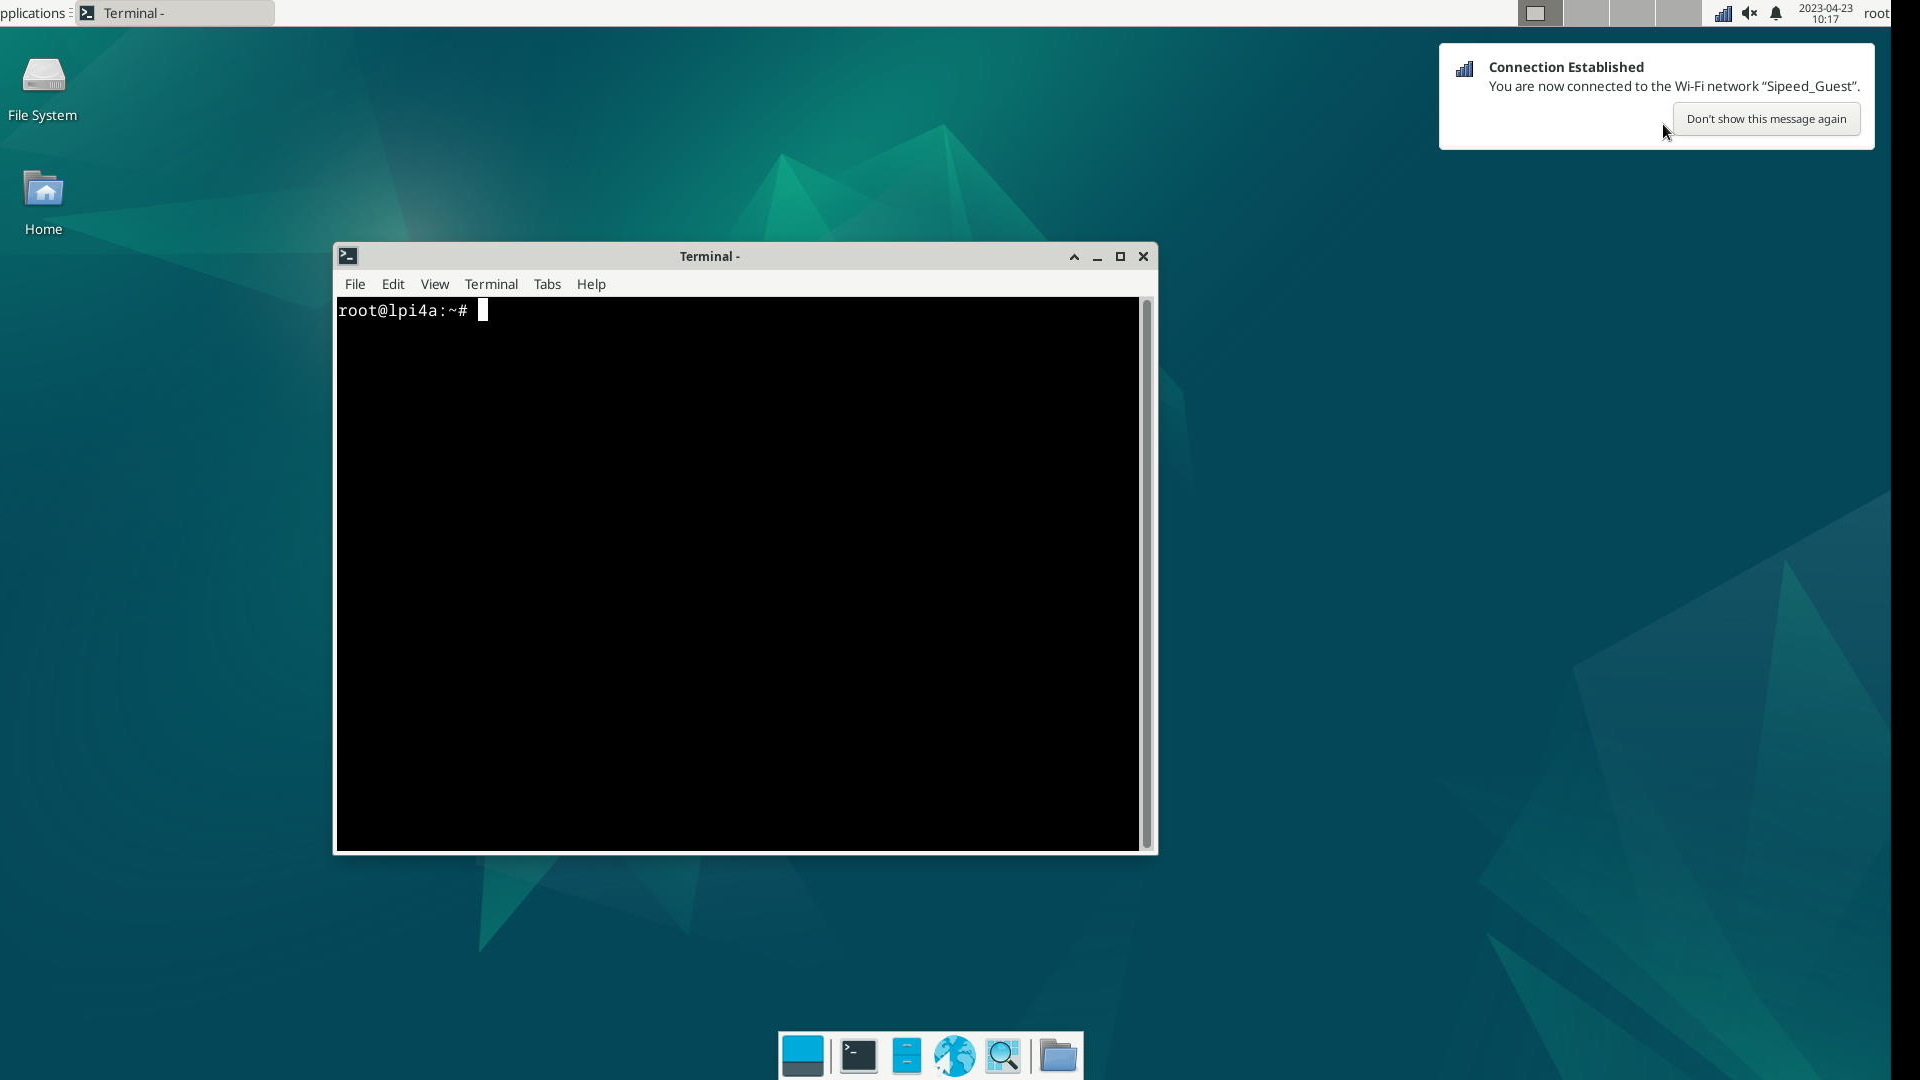 pplications
Terminal -
2023-04-23
10:17
root
Connection Established
You are now connected to the Wi-Fi network “Sipeed_Guest”.
Don't show this message again
File System
Home
Terminal -
File Edit View Terminal Tabs Help
root@lpi4a:~#